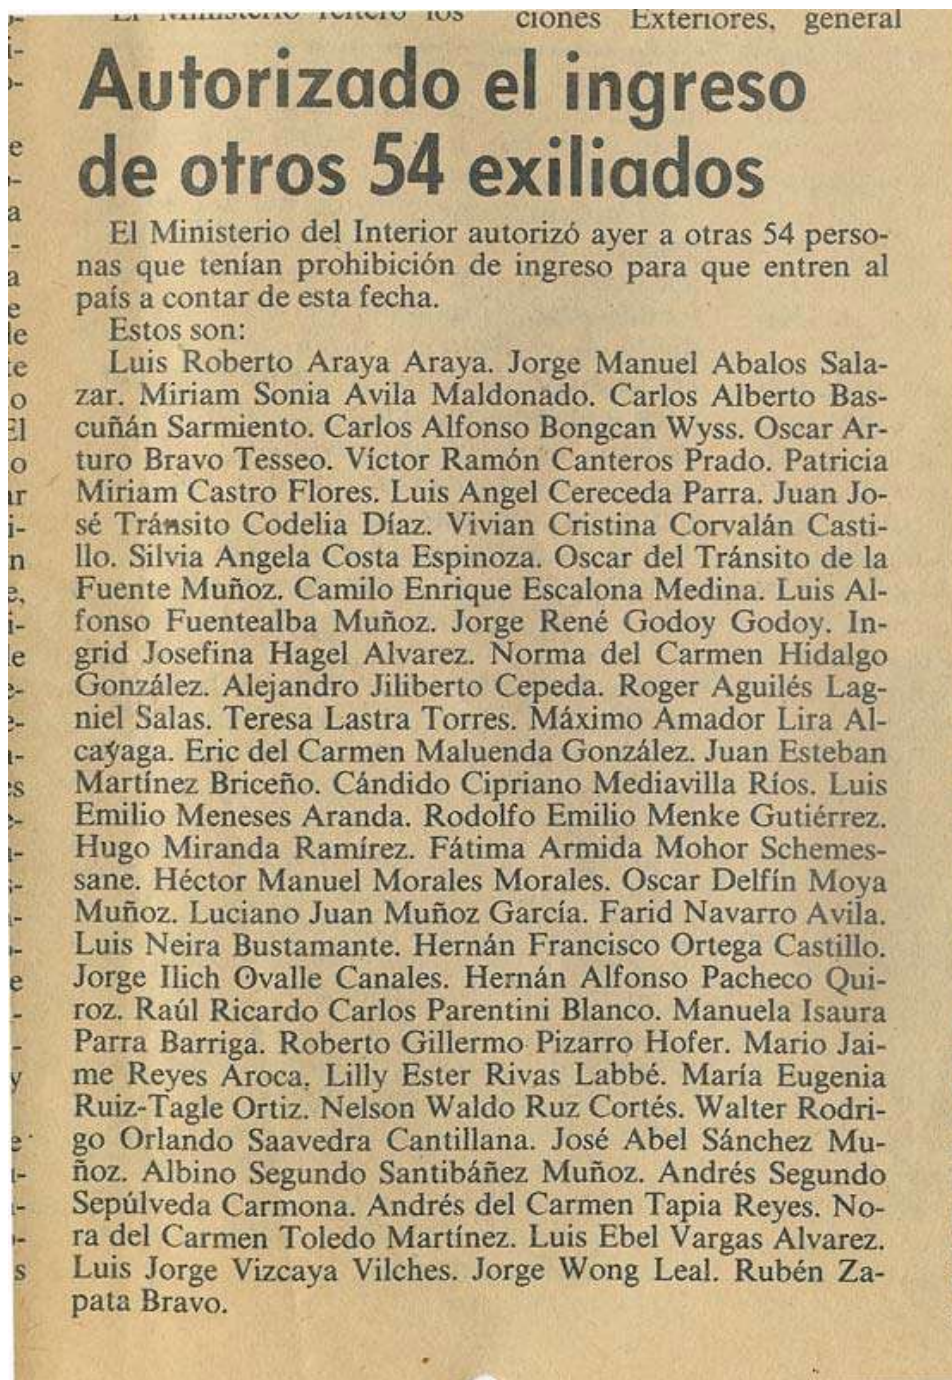 El Ministerio reiteró los
ciones Exteriores, general
Autorizado el ingreso
de otros 54 exiliados
El Ministerio del Interior autorizó ayer a otras 54 perso-
nas que tenían prohibición de ingreso para que entren al
país a contar de esta fecha.
Estos son:
Luis Roberto Araya Araya. Jorge Manuel Abalos Sala-
zar. Miriam Sonia Avila Maldonado. Carlos Alberto Bas-
cuñán Sarmiento. Carlos Alfonso Bongcan Wyss. Oscar Ar-
turo Bravo Tesseo. Víctor Ramón Canteros Prado. Patricia
Miriam Castro Flores. Luis Angel Cereceda Parra. Juan Jo-
sé Tránsito Codelia Díaz. Vivian Cristina Corvalán Casti-
llo. Silvia Angela Costa Espinoza. Oscar del Tránsito de la
Fuente Muñoz. Camilo Enrique Escalona Medina. Luis Al-
fonso Fuentealba Muñoz. Jorge René Godoy Godoy. In-
grid Josefina Hagel Alvarez. Norma del Carmen Hidalgo
González. Alejandro Jiliberto Cepeda. Roger Aguilés Lag-
niel Salas. Teresa Lastra Torres. Máximo Amador Lira Al-
cayaga. Eric del Carmen Maluenda González. Juan Esteban
Martínez Briceño. Cándido Cipriano Mediavilla Ríos. Luis
Emilio Meneses Aranda. Rodolfo Emilio Menke Gutiérrez.
Hugo Miranda Ramírez. Fátima Armida Mohor Schemes-
sane. Héctor Manuel Morales Morales. Oscar Delfín Moya
Muñoz. Luciano Juan Muñoz García. Farid Navarro Avila.
Luis Neira Bustamante. Hernán Francisco Ortega Castillo.
Jorge Ilich Ovalle Canales. Hernán Alfonso Pacheco Qui-
roz. Raúl Ricardo Carlos Parentini Blanco. Manuela Isaura
Parra Barriga. Roberto Gillermo Pizarro Hofer. Mario Jai-
me Reyes Aroca. Lilly Ester Rivas Labbé. María Eugenia
Ruiz-Tagle Ortiz. Nelson Waldo Ruz Cortés. Walter Rodri-
go Orlando Saavedra Cantillana. José Abel Sánchez Mu-
ñoz. Albino Segundo Santibáñez Muñoz. Andrés Segundo
Sepúlveda Carmona. Andrés del Carmen Tapia Reyes. No-
ra del Carmen Toledo Martínez. Luis Ebel Vargas Alvarez.
Luis Jorge Vizcaya Vilches. Jorge Wong Leal. Rubén Za-
pata Bravo.